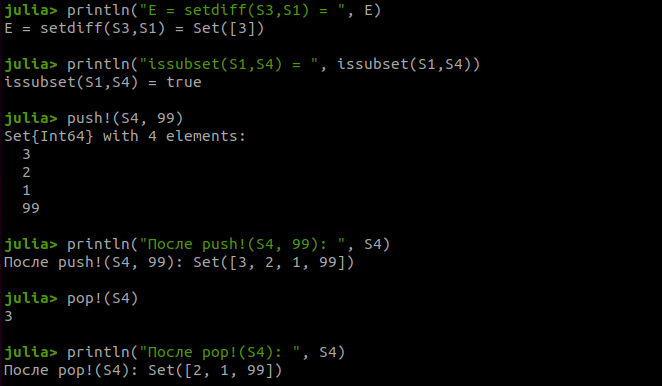 julia> println("E = setdiff(S3,S1) = ", E)
E = setdiff(S3,S1) = Set([3])
julia> println("issubset(S1,S4) = ", issubset(S1,S4))
issubset(S1,S4) = true
julia> push!(S4, 99)
Set{Int64} with 4 elements:
  3
  2
  1
  99
julia> println("После push!(S4, 99): ", S4)
После push!(S4, 99): Set([3, 2, 1, 99])
julia> pop!(S4)
3
julia> println("После pop!(S4): ", S4)
После pop!(S4): Set([2, 1, 99])